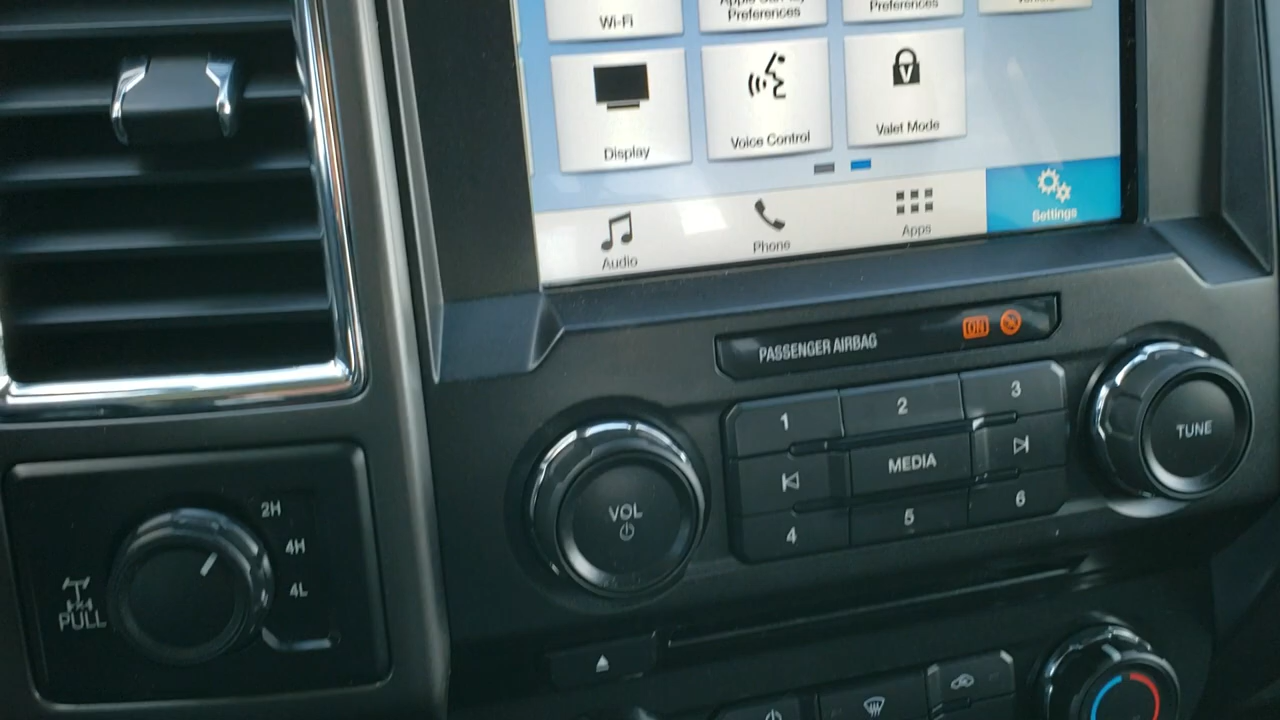 Wi-Fi
Preferences
Preferences
Display
Voice Control
V
Valet Mode
Audio
Phone
Apps
Settings
PASSENGER AIRBAG
ON
1
2
3
MEDIA
4
5
6
VOL
TUNE
2H
4H
4L
PULL